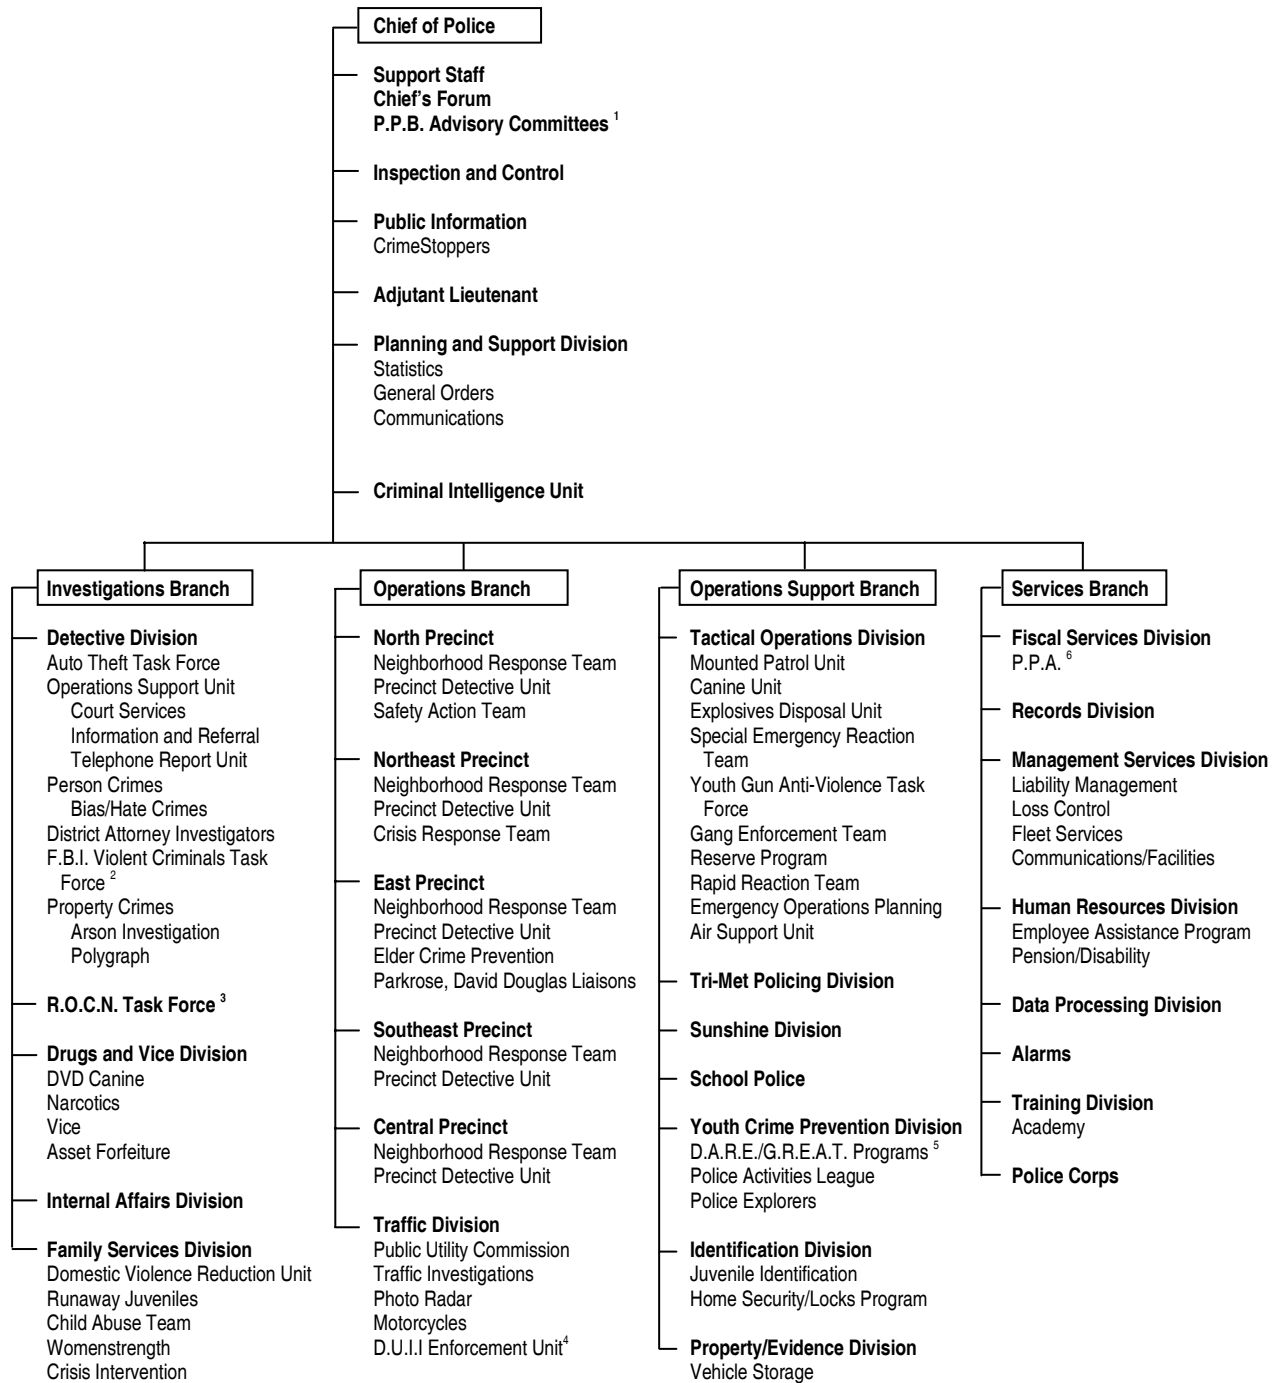 Chief of Police
Support Staff
Chief's Forum
P.P.B. Advisory Committees 1
Inspection and Control
Public Information
CrimeStoppers
Adjutant Lieutenant
Planning and Support Division
Statistics
General Orders
Communications
Criminal Intelligence Unit
Investigations Branch
Detective Division
Auto Theft Task Force
Operations Support Unit
Court Services
Information and Referral
Telephone Report Unit
Person Crimes
Bias/Hate Crimes
District Attorney Investigators
F.B.I. Violent Criminals Task
Force 2
Property Crimes
Arson Investigation
Polygraph
R.O.C.N. Task Force 3
Drugs and Vice Division
DVD Canine
Narcotics
Vice
Asset Forfeiture
Internal Affairs Division
Family Services Division
Domestic Violence Reduction Unit
Runaway Juveniles
Child Abuse Team
Womenstrength
Crisis Intervention
Operations Branch
North Precinct
Neighborhood Response Team
Precinct Detective Unit
Safety Action Team
Northeast Precinct
Neighborhood Response Team
Precinct Detective Unit
Crisis Response Team
East Precinct
Neighborhood Response Team
Precinct Detective Unit
Elder Crime Prevention
Parkrose, David Douglas Liaisons
Southeast Precinct
Neighborhood Response Team
Precinct Detective Unit
Central Precinct
Neighborhood Response Team
Precinct Detective Unit
Traffic Division
Public Utility Commission
Traffic Investigations
Photo Radar
Motorcycles
D.U.I.I Enforcement Unit4
Operations Support Branch
Tactical Operations Division
Mounted Patrol Unit
Canine Unit
Explosives Disposal Unit
Special Emergency Reaction
Team
Youth Gun Anti-Violence Task
Force
Gang Enforcement Team
Reserve Program
Rapid Reaction Team
Emergency Operations Planning
Air Support Unit
Tri-Met Policing Division
Sunshine Division
School Police
Youth Crime Prevention Division
D.A.R.E./G.R.E.A.T. Programs 5
Police Activities League
Police Explorers
Identification Division
Juvenile Identification
Home Security/Locks Program
Property/Evidence Division
Vehicle Storage
Services Branch
Fiscal Services Division
P.P.A. 6
Records Division
Management Services Division
Liability Management
Loss Control
Fleet Services
Communications/Facilities
Human Resources Division
Employee Assistance Program
Pension/Disability
Data Processing Division
Alarms
Training Division
Academy
Police Corps